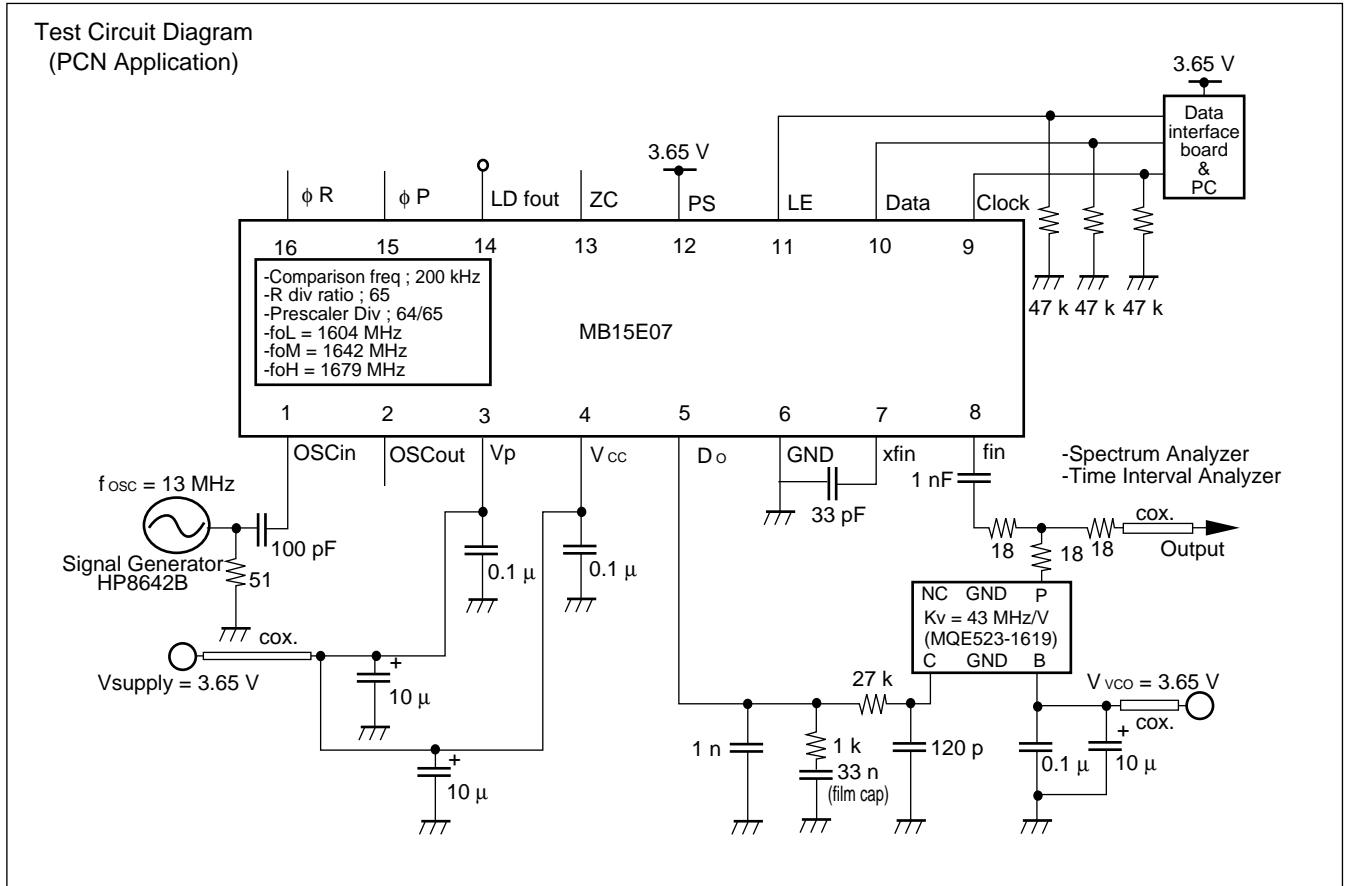 Test Circuit Diagram
(PCN Application)
3.65 V
Data
interface
board
&
PC
3.65 V
φ R
φ P
LD fout
ZC
PS
LE
Data
Clock
16
15
14
13
12
11
10
9
47 k 47 k 47 k
-Comparison freq ; 200 kHz
-R div ratio ; 65
-Prescaler Div ; 64/65
-foL = 1604 MHz
-foM = 1642 MHz
-foH = 1679 MHz
MB15E07
1
2
3
4
5
6
7
8
OSCin
OSCout
Vp
Vcc
Do
GND
xfin
fin
-Spectrum Analyzer
-Time Interval Analyzer
fosc = 13 MHz
100 pF
Signal Generator
HP8642B
51
0.1 µ
0.1 µ
33 pF
1 nF
18
18
18
cox.
Output
NC GND P
Kv = 43 MHz/V
(MQE523-1619)
C GND B
cox.
Vsupply = 3.65 V
10 µ
+
10 µ
+
27 k
1 n
1 k
33 n
(film cap)
120 p
V VCO = 3.65 V
cox.
0.1 µ
+
10 µ